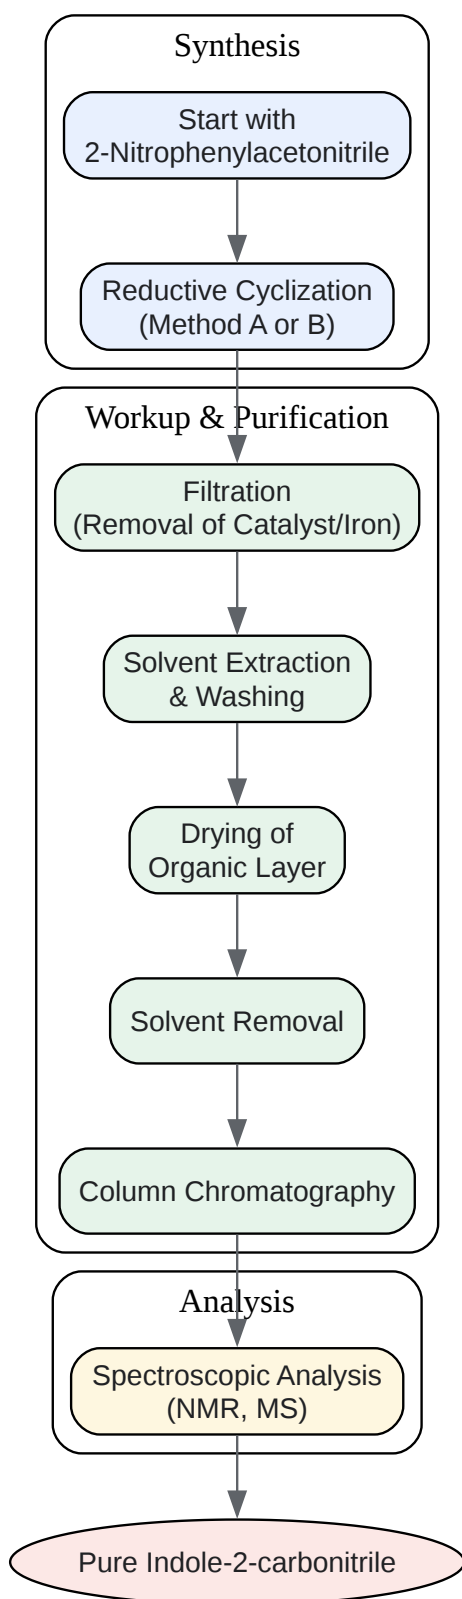 Synthesis
Start with
2-Nitrophenylacetonitrile
Reductive Cyclization
(Method A or B)
Workup & Purification
Filtration
(Removal of Catalyst/Iron)
Solvent Extraction
& Washing
Drying of
Organic Layer
Solvent Removal
Column Chromatography
Analysis
Spectroscopic Analysis
(NMR, MS)
Pure Indole-2-carbonitrile